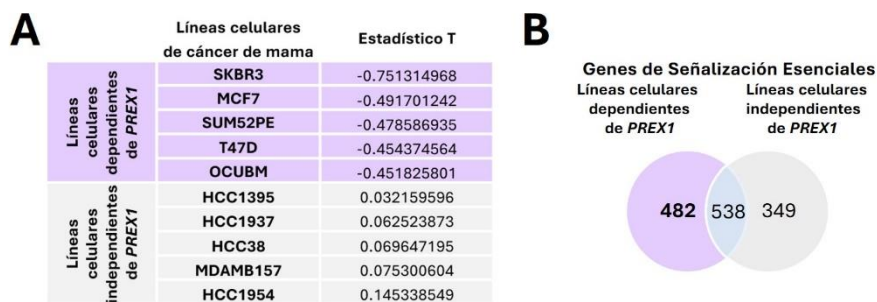 A
Líneas celulares
de cáncer de mama
Estadístico T
Líneas
celulares
dependientes
de PREX1
SKBR3 -0.751314968
MCF7 -0.491701242
SUM52PE -0.478586935
T47D -0.454374564
OCUBM -0.451825801
Líneas
celulares
independientes
de PREX1
HCC1395 0.032159596
HCC1937 0.062523873
HCC38 0.069647195
MDAMB157 0.075300604
HCC1954 0.145338549
B
Genes de Señalización Esenciales
Líneas celulares
dependientes
de PREX1
Líneas celulares
independientes
de PREX1
482 538 349